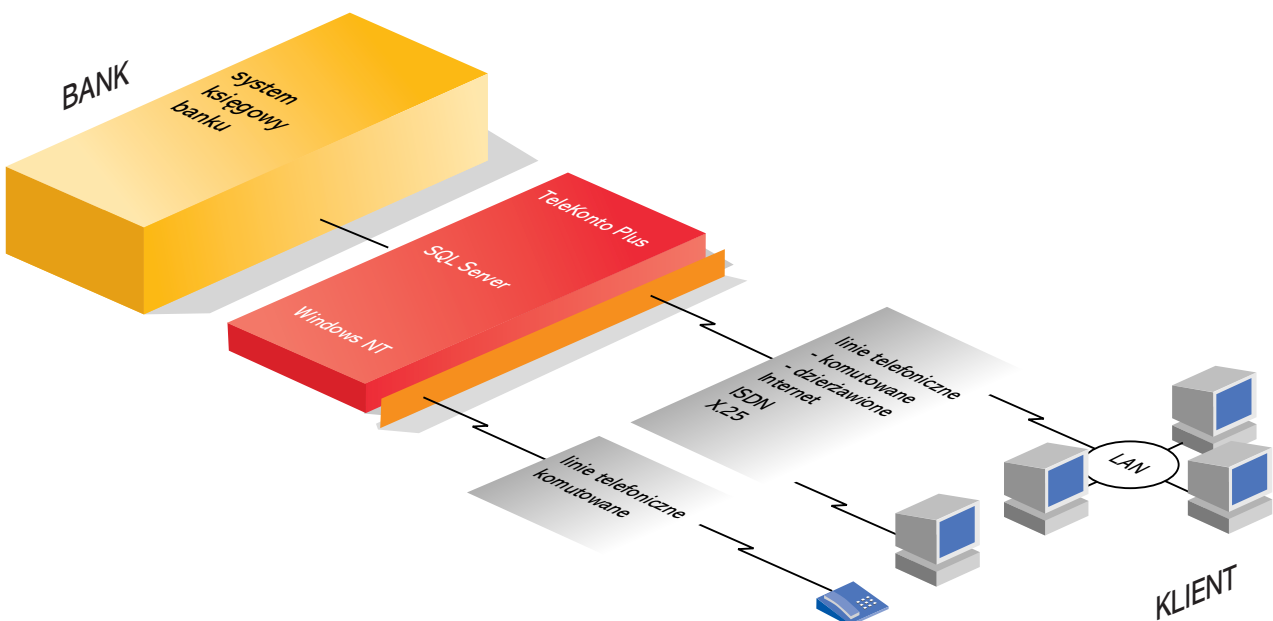 BANK
system
księgowy
banku
TeleKonto Plus
SQL Server
Windows NT
linie telefoniczne
- komutowane
- dzierżawione
Internet
ISDN
X.25
linie telefoniczne
komutowane
LAN
KLIENT